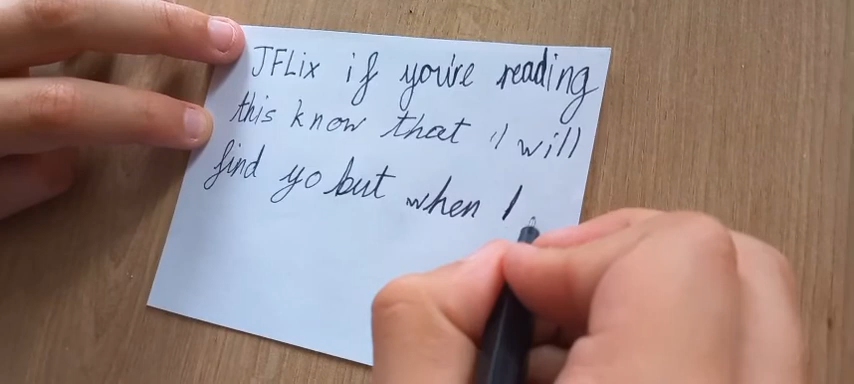 JFLix if you're reading
this know that I will
find yo but when I